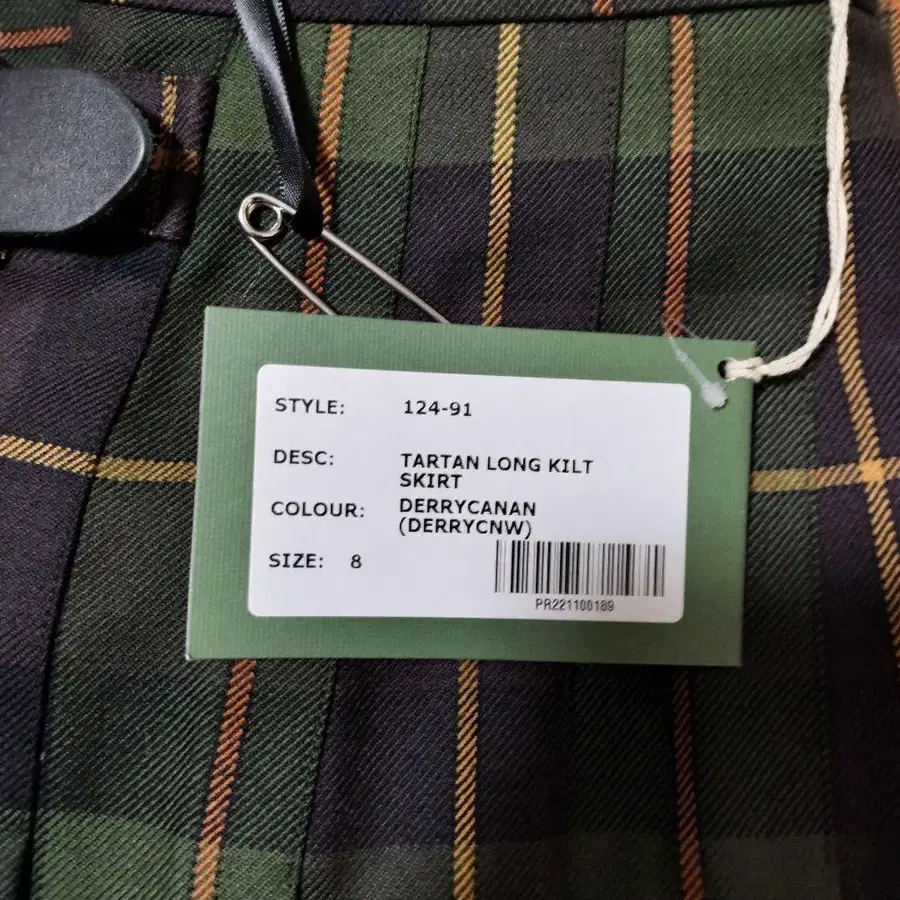 STYLE: 124-91
DESC: TARTAN LONG KILT
SKIRT
COLOUR: DERRYCANAN
(DERRYCNW)
SIZE: 8
PR221100189